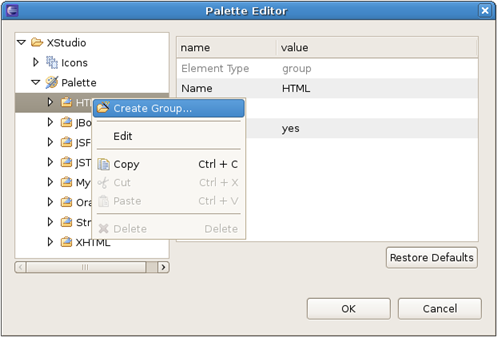 Palette Editor
XStudio
Icons
Palette
HT
JBo
JSF
JST
My
Ora
Str
XHTML
Create Group...
Edit
Copy Ctrl + C
Cut Ctrl + X
Paste Ctrl + V
Delete Delete
name value
Element Type group
Name HTML
yes
Restore Defaults
OK Cancel